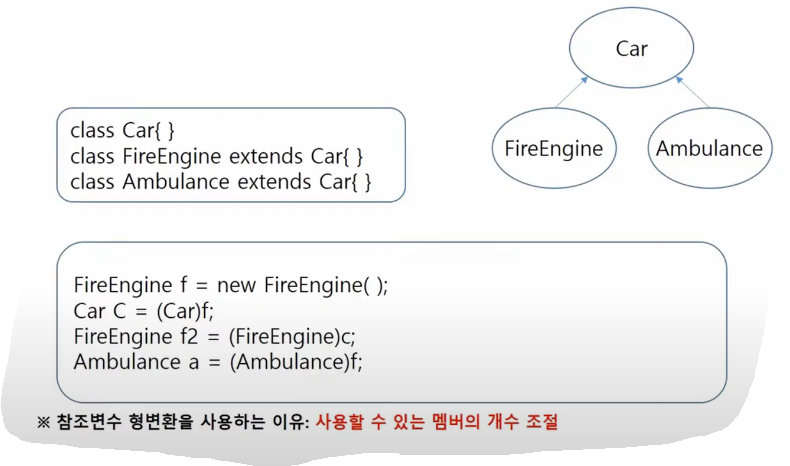 Car
FireEngine Ambulance
class Car{ }
class FireEngine extends Car{ }
class Ambulance extends Car{ }
FireEngine f = new FireEngine( );
Car C = (Car)f;
FireEngine f2 = (FireEngine)c;
Ambulance a = (Ambulance)f;
※ 참조변수 형변환을 사용하는 이유: 사용할 수 있는 멤버의 개수 조절